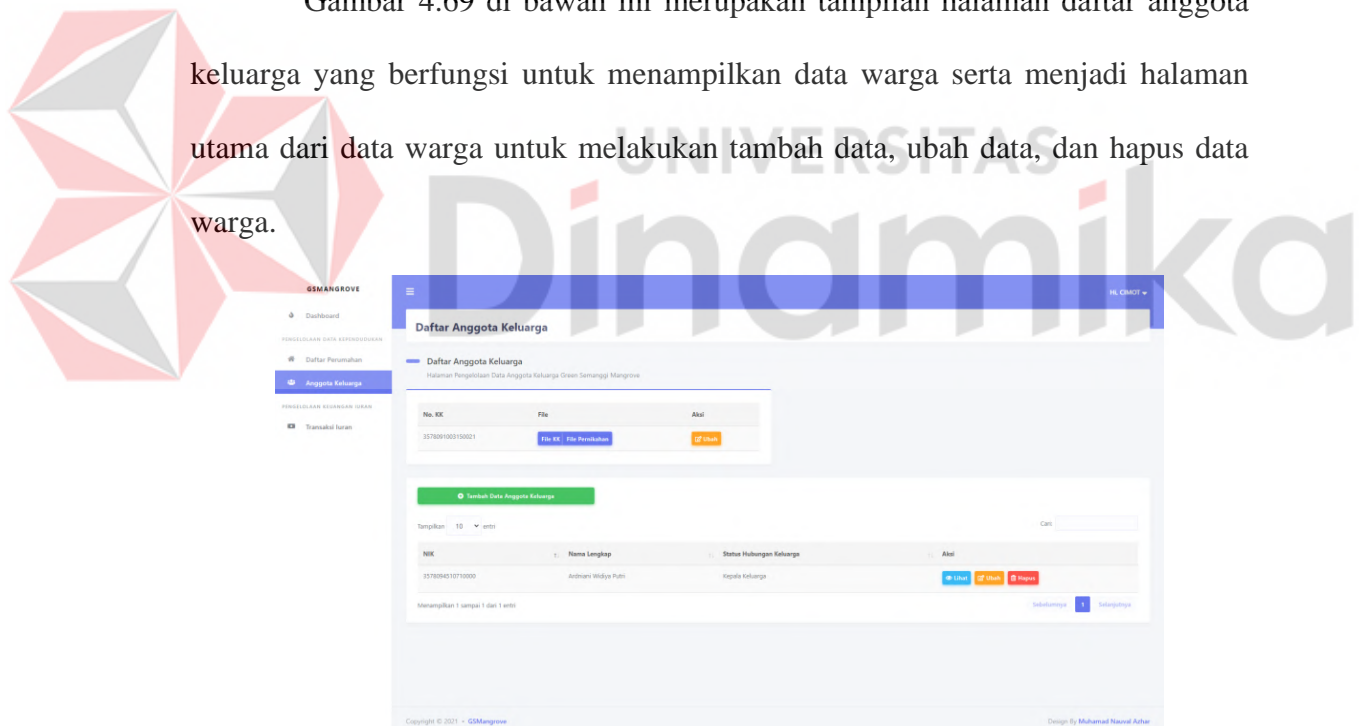 Gambar 4.69 di bawah ini merupakan tampilan halaman daftar anggota
keluarga yang berfungsi untuk menampilkan data warga serta menjadi halaman
utama dari data warga untuk melakukan tambah data, ubah data, dan hapus data
warga.
UNIVERSITAS
Dinamika
GSMANGROVE
HI, CIMOT
Dashboard
Daftar Anggota Keluarga
PENGELOLAAN DATA KEPENDUDUKAN
Daftar Perumahan
Anggota Keluarga
PENGELOLAAN KEUANGAN IURAN
Transaksi Iuran
Daftar Anggota Keluarga
Halaman Pengelolaan Data Anggota Keluarga Green Semanggi Mangrove
No. KK File Aksi
3578091003150021 File KK File Pernikahan Ubah
Tambah Data Anggota Keluarga
Tampilkan 10 entri Cari
NIK Nama Lengkap Status Hubungan Keluarga Aksi
3578094510710000 Ardniani Widiya Putri Kepala Keluarga Lihat Ubah Hapus
Menampilkan 1 sampai 1 dari 1 entri Sebelumnya 1 Selanjutnya
Copyright © 2021 • GSMangrove Design By Muhamad Nauval Azhar